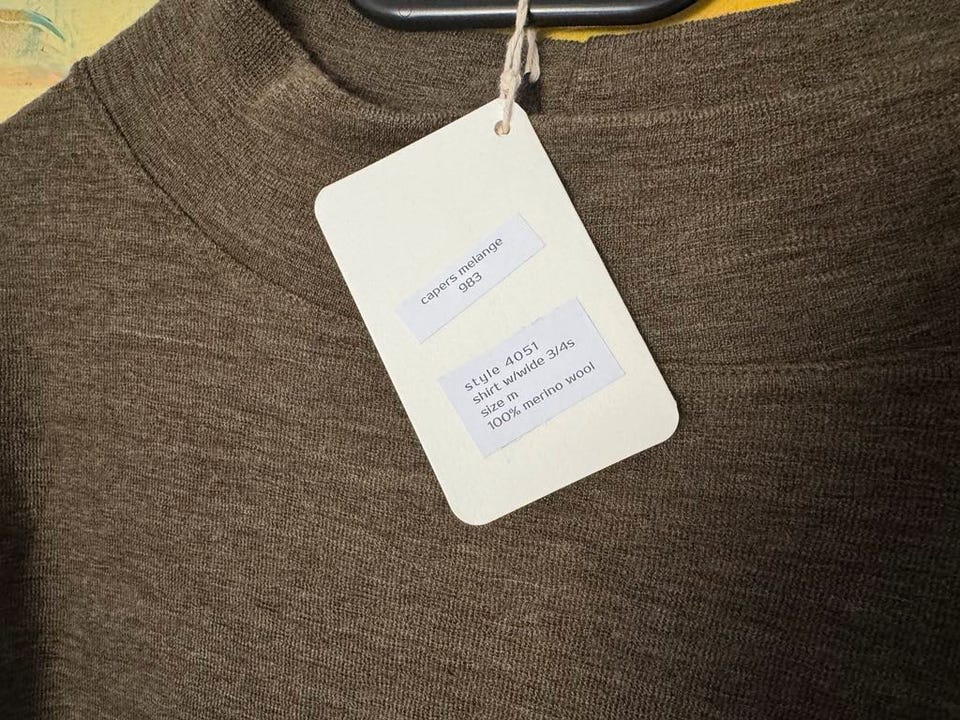 capers melange
983
style 4051
shirt w/wide 3/4s
size m
100% merino wool